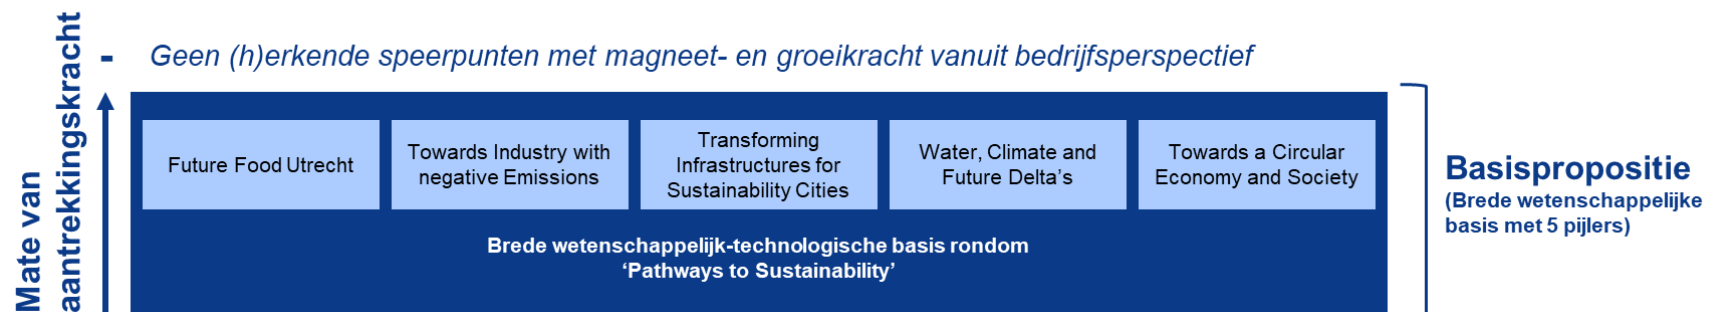 Mate van
aantrekkingskracht
- Geen (h)erkende speerpunten met magneet- en groeikracht vanuit bedrijfsperspectief
Future Food Utrecht
Towards Industry with
negative Emissions
Transforming
Infrastructures for
Sustainability Cities
Water, Climate and
Future Delta's
Towards a Circular
Economy and Society
Brede wetenschappelijk-technologische basis rondom
‘Pathways to Sustainability’
Basispropositie
(Brede wetenschappelijke
basis met 5 pijlers)